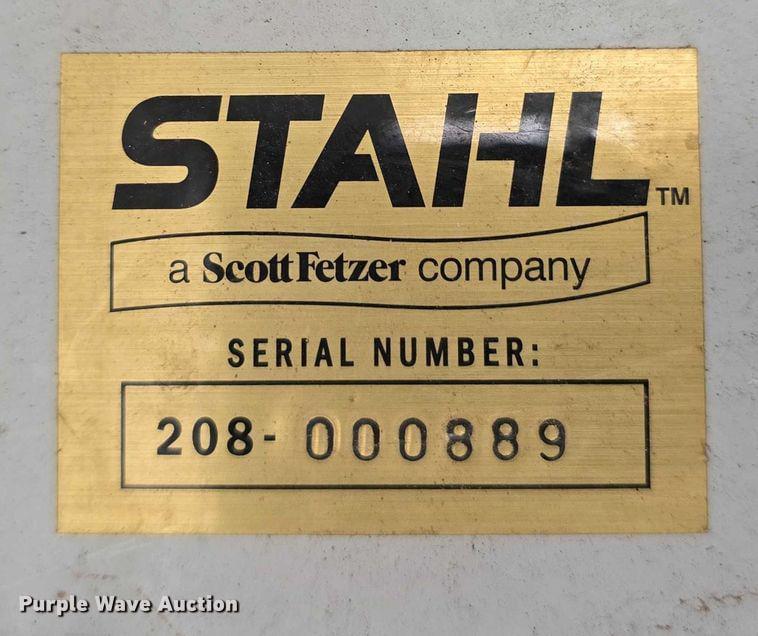 STAHL™
a ScottFetzer company
SERIAL NUMBER:
208- 000889
Purple Wave Auction